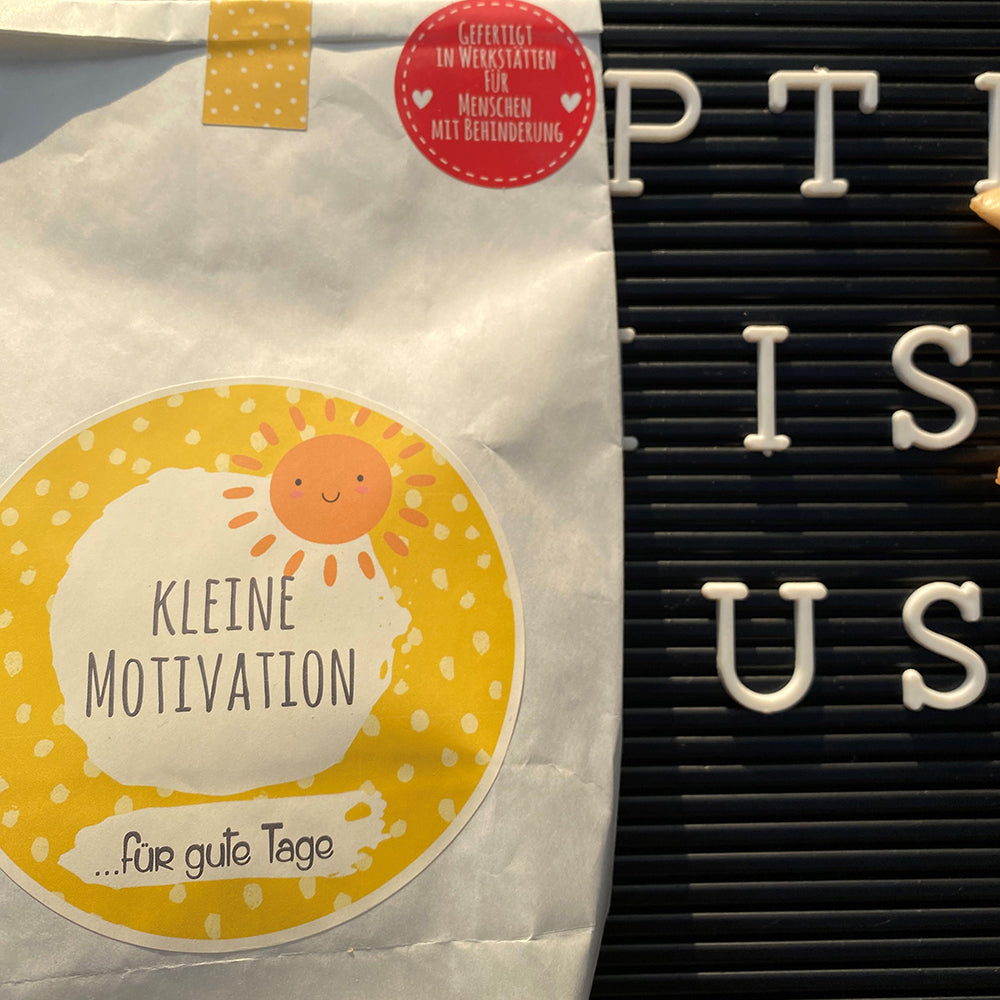 GEFERTIGT
IN WERKSTÄTTEN
FÜR
MENSCHEN
MIT BEHINDERUNG
KLEINE
MOTIVATION
...für gute Tage
PT
IS
US